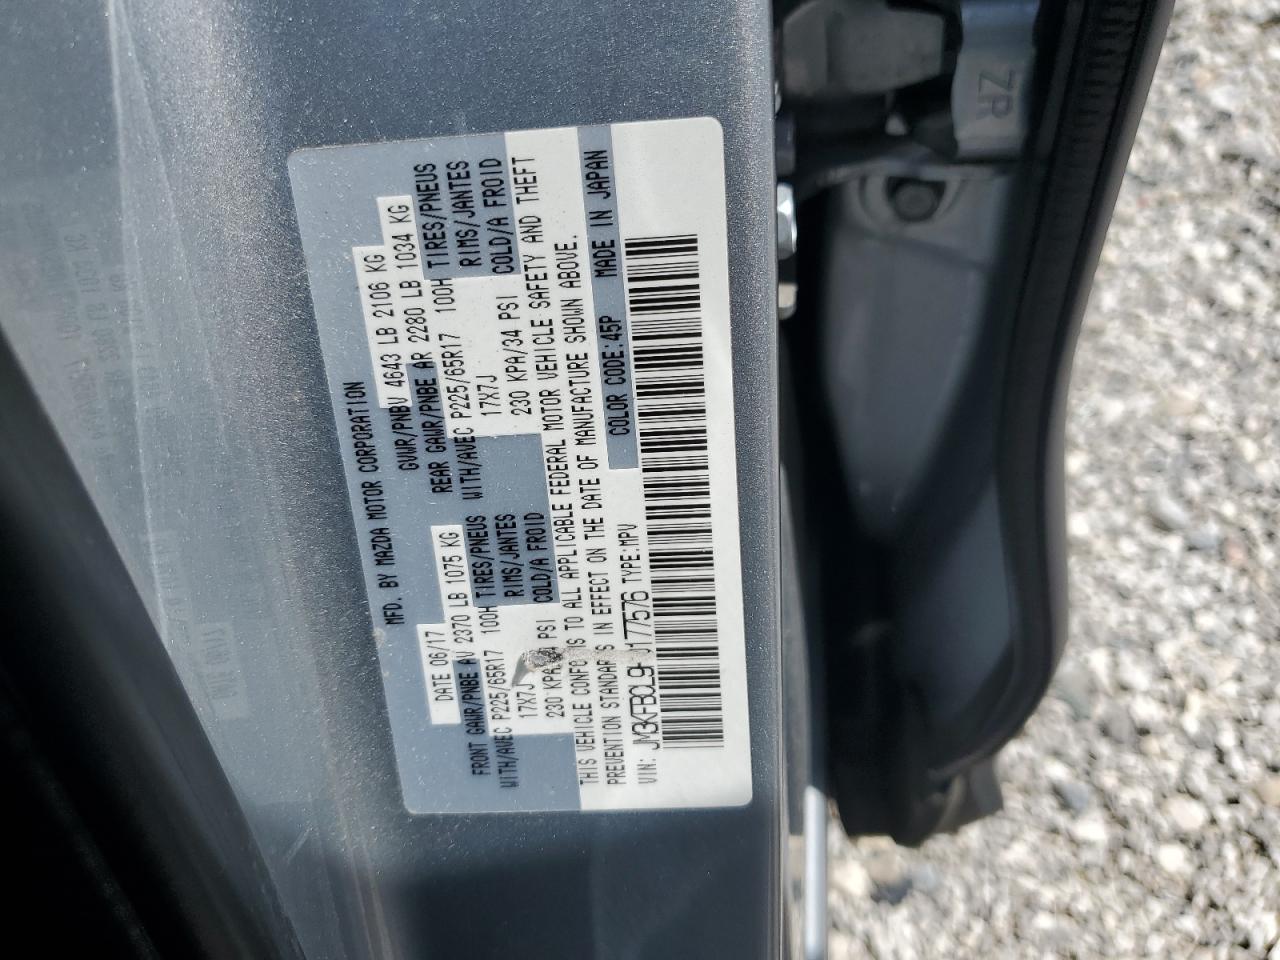 MFD. BY MAZDA MOTOR CORPORATION
DATE 06/17 GVWR/PNBV 4643 LB 2106 KG
FRONT GAWR/PNBE AV 2370 LB 1075 KG REAR GAWR/PNBE AR 2280 LB 1034 KG
WITH/AVEC P225/65R17 100H TIRES/PNEUS WITH/AVEC P225/65R17 100H TIRES/PNEUS
17X7J RIMS/JANTES 17X7J RIMS/JANTES
230 KPA PSI COLD/A FROID 230 KPA/34 PSI COLD/A FROID
THIS VEHICLE TO ALL APPLICABLE FEDERAL MOTOR VEHICLE SAFETY AND THEFT
PREVENTION IN EFFECT ON THE DATE OF MANUFACTURE SHOWN ABOVE.
VIN: TYPE:MPV COLOR CODE:45P MADE IN JAPAN
ZR